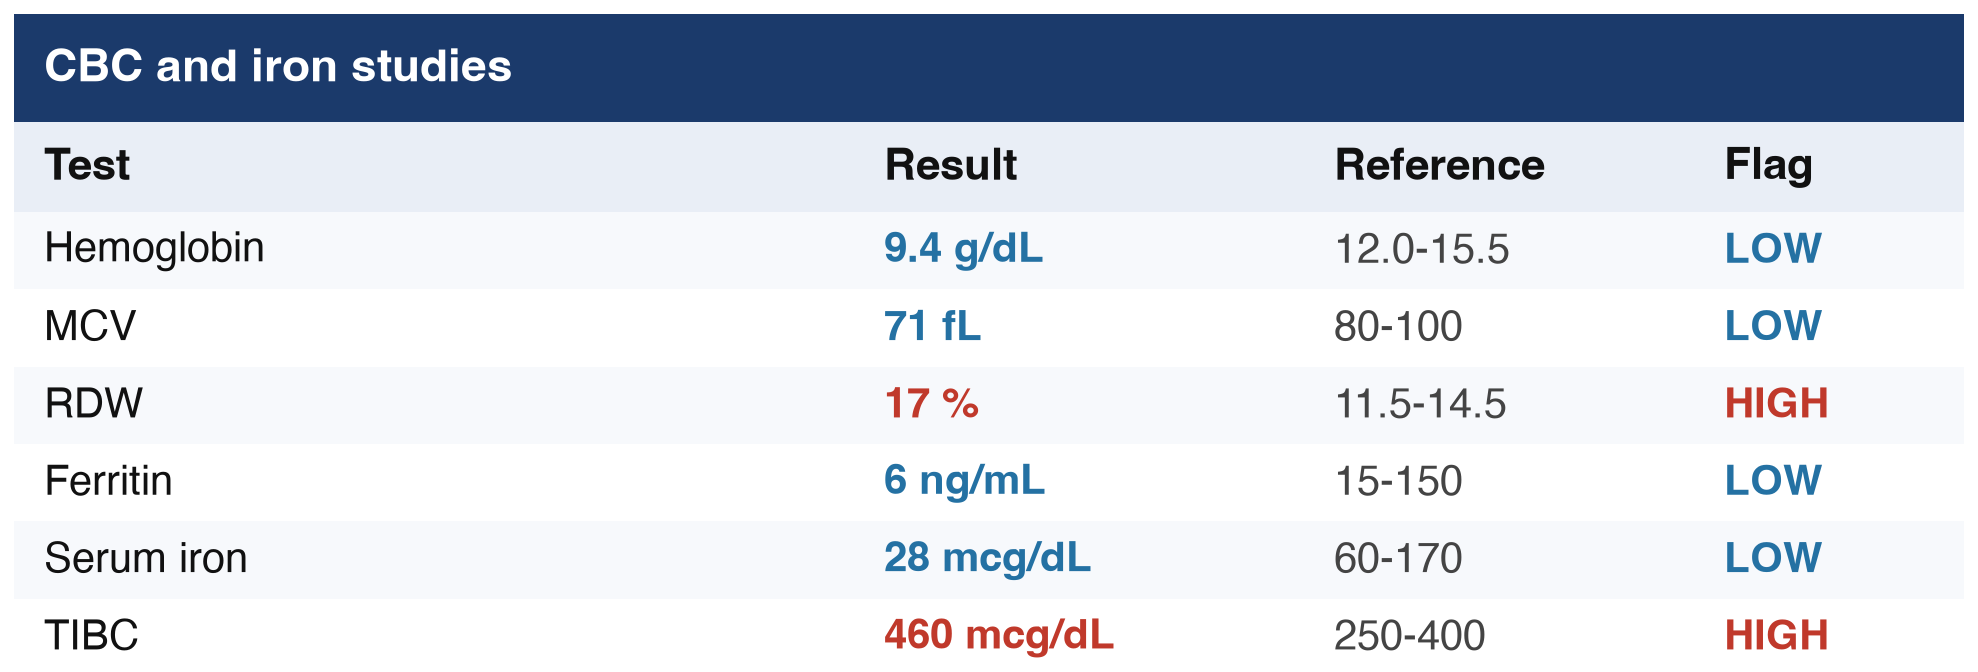 CBC and iron studies
Test Result Reference Flag
Hemoglobin 9.4 g/dL 12.0-15.5 LOW
MCV 71 fL 80-100 LOW
RDW 17 % 11.5-14.5 HIGH
Ferritin 6 ng/mL 15-150 LOW
Serum iron 28 mcg/dL 60-170 LOW
TIBC 460 mcg/dL 250-400 HIGH